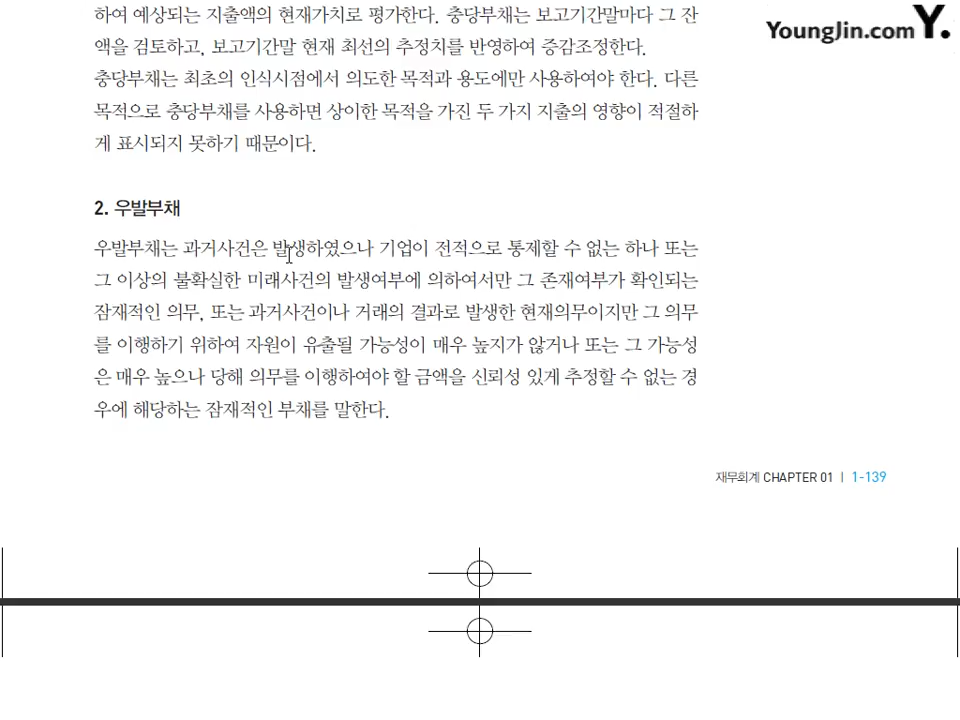 YoungJin.com Y.
하여 예상되는 지출액의 현재가치로 평가한다. 충당부채는 보고기간말마다 그 잔
액을 검토하고, 보고기간말 현재 최선의 추정치를 반영하여 증감조정한다.
충당부채는 최초의 인식시점에서 의도한 목적과 용도에만 사용하여야 한다. 다른
목적으로 충당부채를 사용하면 상이한 목적을 가진 두 가지 지출의 영향이 적절하
게 표시되지 못하기 때문이다.
2. 우발부채
우발부채는 과거사건은 발생하였으나 기업이 전적으로 통제할 수 없는 하나 또는
그 이상의 불확실한 미래사건의 발생여부에 의하여서만 그 존재여부가 확인되는
잠재적인 의무, 또는 과거사건이나 거래의 결과로 발생한 현재의무이지만 그 의무
를 이행하기 위하여 자원이 유출될 가능성이 매우 높지가 않거나 또는 그 가능성
은 매우 높으나 당해 의무를 이행하여야 할 금액을 신뢰성 있게 추정할 수 없는 경
우에 해당하는 잠재적인 부채를 말한다.
재무회계 CHAPTER 01 | 1-139